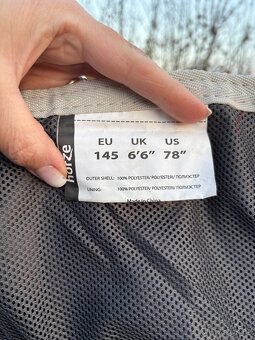 horze
EU UK US
145 6'6" 78"
OUTER SHELL: 100% POLYESTER/ POLYESTER/ ПОЛИЭСТЕР
LINING: 100% POLYESTER/ POLYESTER/ ПОЛИЭСТЕР
Made in China